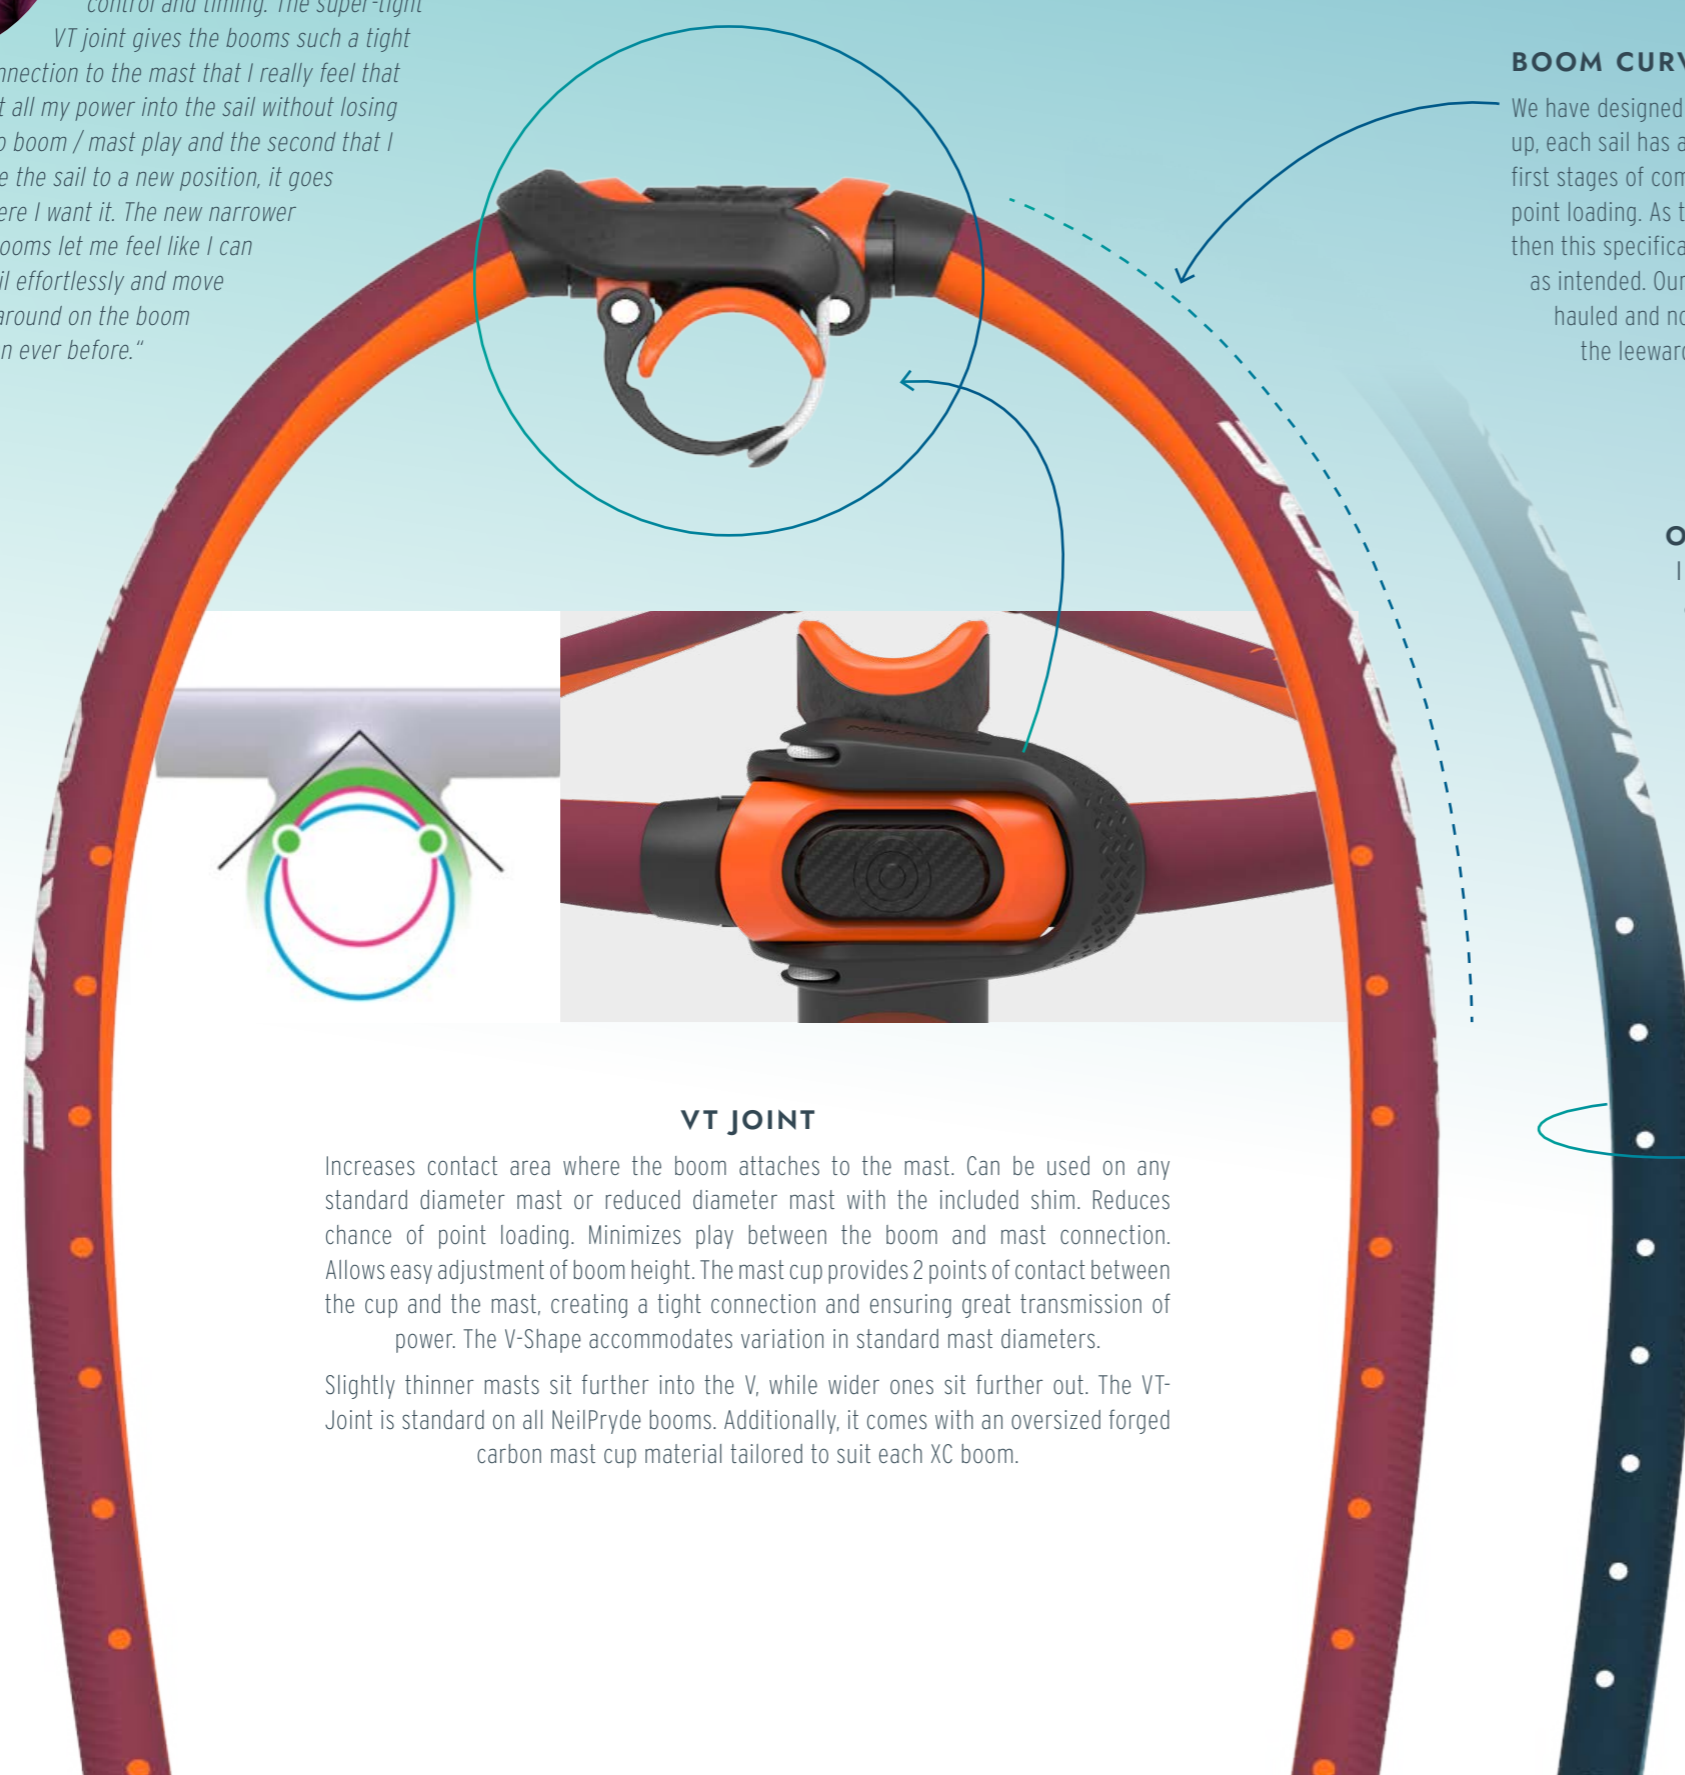 control and timing. The super-tight
VT joint gives the booms such a tight
to the mast that I really feel that
all my power into the sail without losing
boom / mast play and the second that I
the sail to a new position, it goes
I want it. The new narrower
let me feel like I can
effortlessly and move
around on the boom
ever before."
BOOM
We have designed
up, each sail has
first stages of
point loading. As
then this
as intended. Our
hauled and
the
VT JOINT
Increases contact area where the boom attaches to the mast. Can be used on any
standard diameter mast or reduced diameter mast with the included shim. Reduces
chance of point loading. Minimizes play between the boom and mast connection.
Allows easy adjustment of boom height. The mast cup provides 2 points of contact between
the cup and the mast, creating a tight connection and ensuring great transmission of
power. The V-Shape accommodates variation in standard mast diameters.
Slightly thinner masts sit further into the V, while wider ones sit further out. The VT-
Joint is standard on all NeilPryde booms. Additionally, it comes with an oversized forged
carbon mast cup material tailored to suit each XC boom.